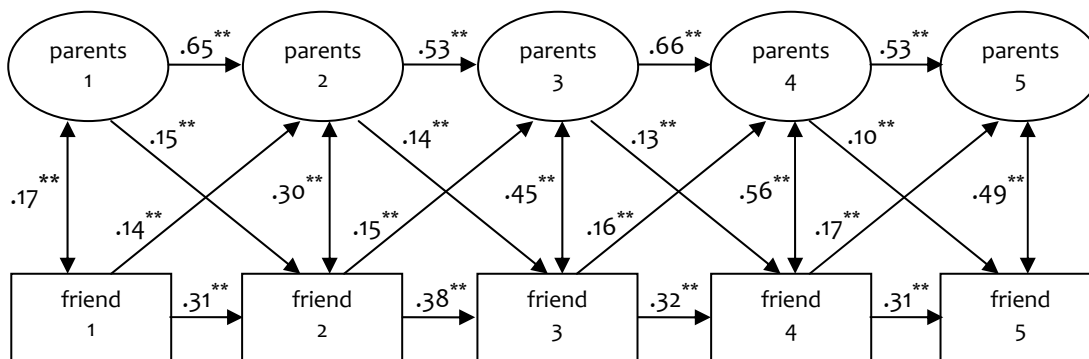 parents 1 .65** parents 2 .53** parents 3 .66** parents 4 .53** parents 5
.15** .14** .13** .10**
.17** .30** .45** .56** .49**
.14** .15** .16** .17**
friend 1 .31** friend 2 .38** friend 3 .32** friend 4 .31** friend 5